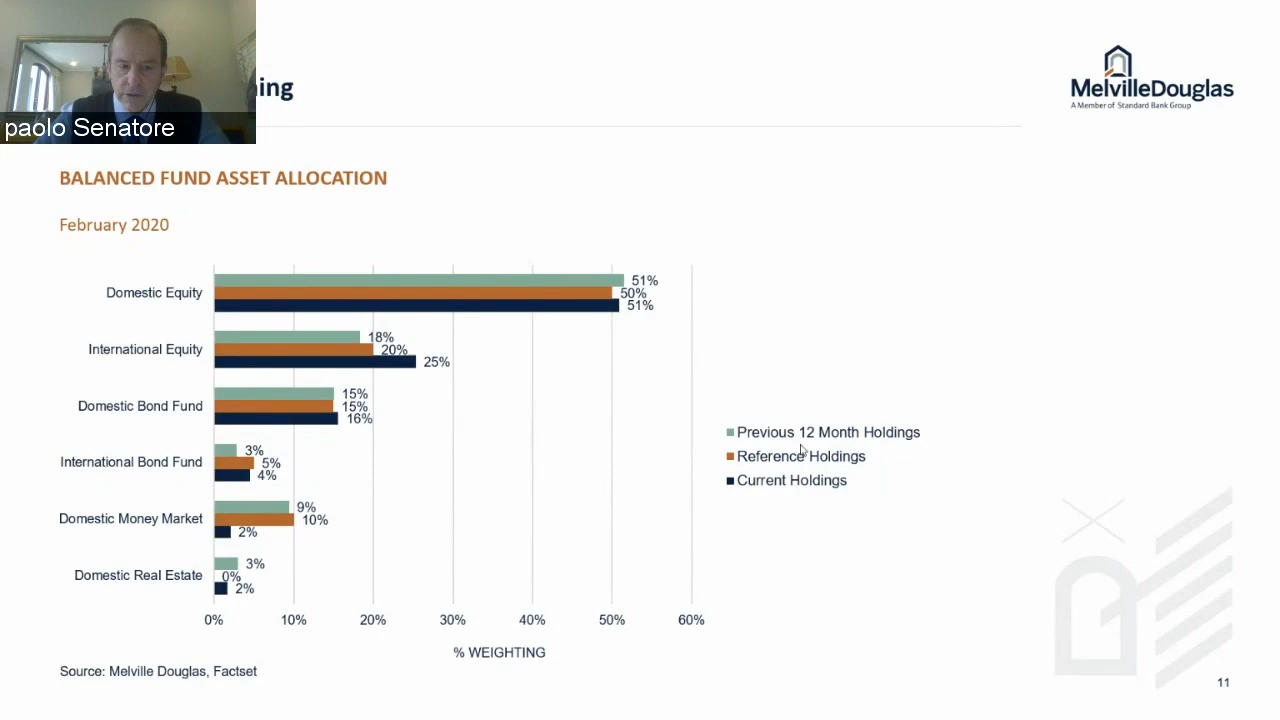 paolo Senatore
ning
MelvilleDouglas
A Member of Standard Bank Group
BALANCED FUND ASSET ALLOCATION
February 2020
Domestic Equity
51%
50%
51%
International Equity
18%
20%
25%
Domestic Bond Fund
15%
15%
16%
International Bond Fund
3%
5%
4%
Domestic Money Market
9%
10%
2%
Domestic Real Estate
3%
0%
2%
0% 10% 20% 30% 40% 50% 60%
% WEIGHTING
Previous 12 Month Holdings
Reference Holdings
Current Holdings
Source: Melville Douglas, Factset
11